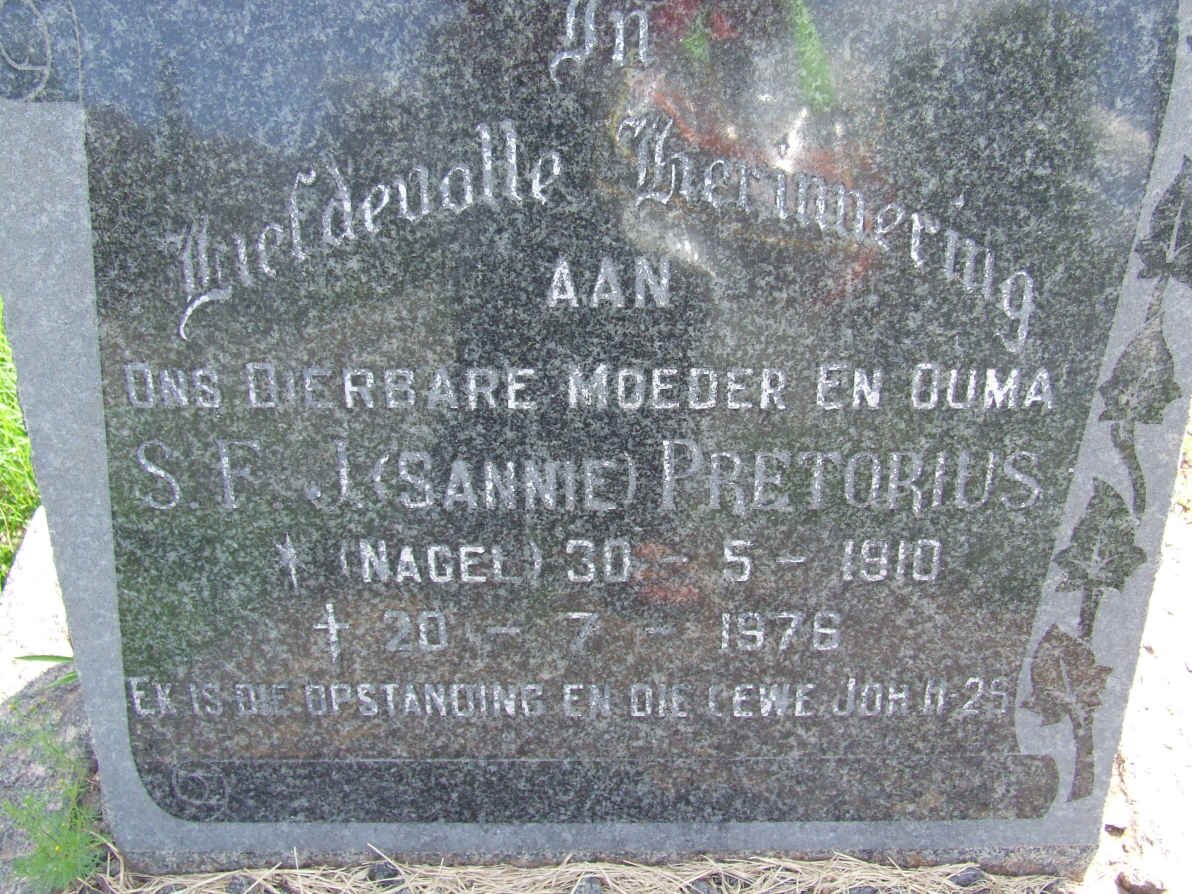 In
Liefdevolle Herinnering
AAN
ONS DIERBARE MOEDER EN OUMA
S. F. J. (SANNIE) PRETORIUS
* (NAGEL) 30 - 5 - 1910
† 20 - 7 - 1976
EK IS DIE OPSTANDING EN DIE LEWE JOH. 11-25